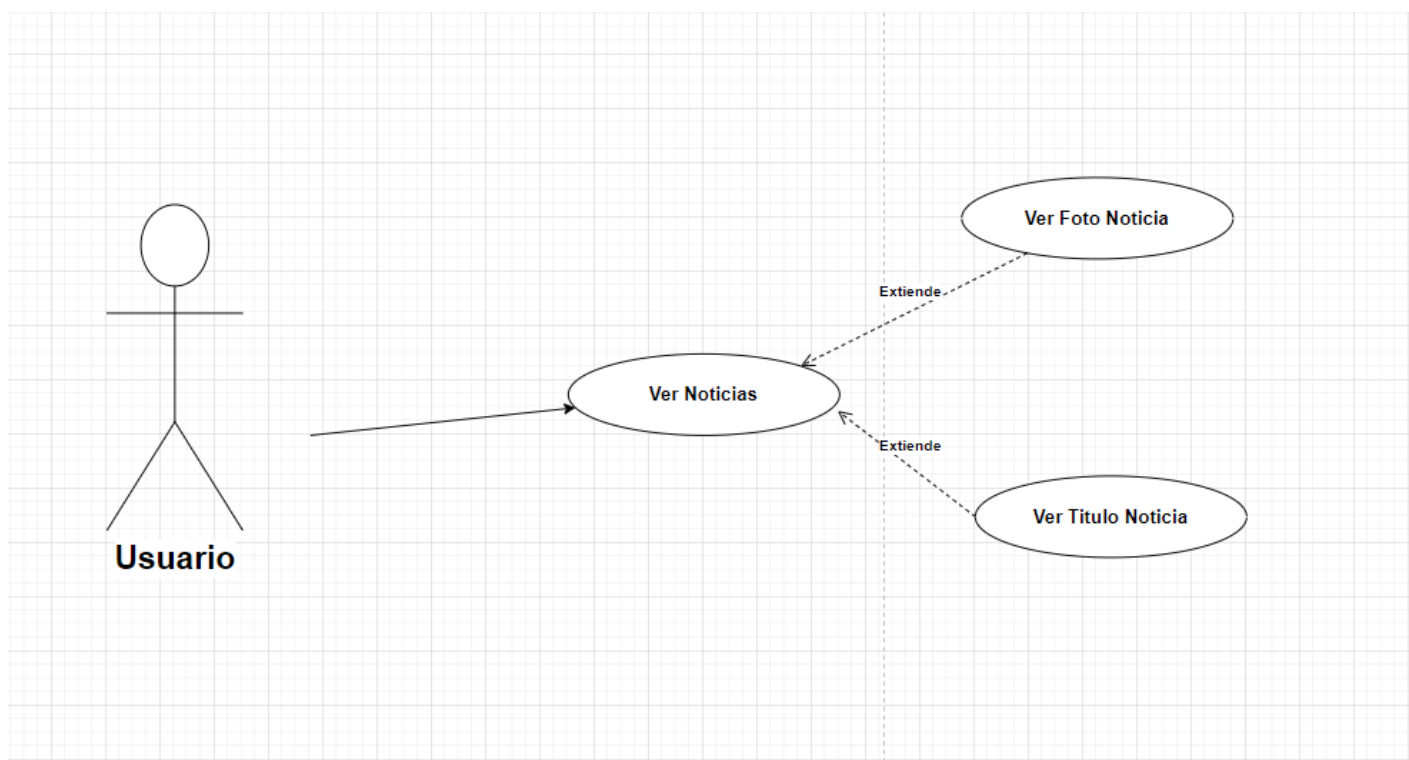 Ver Foto Noticia
Extiende
Ver Noticias
Extiende
Ver Titulo Noticia
Usuario